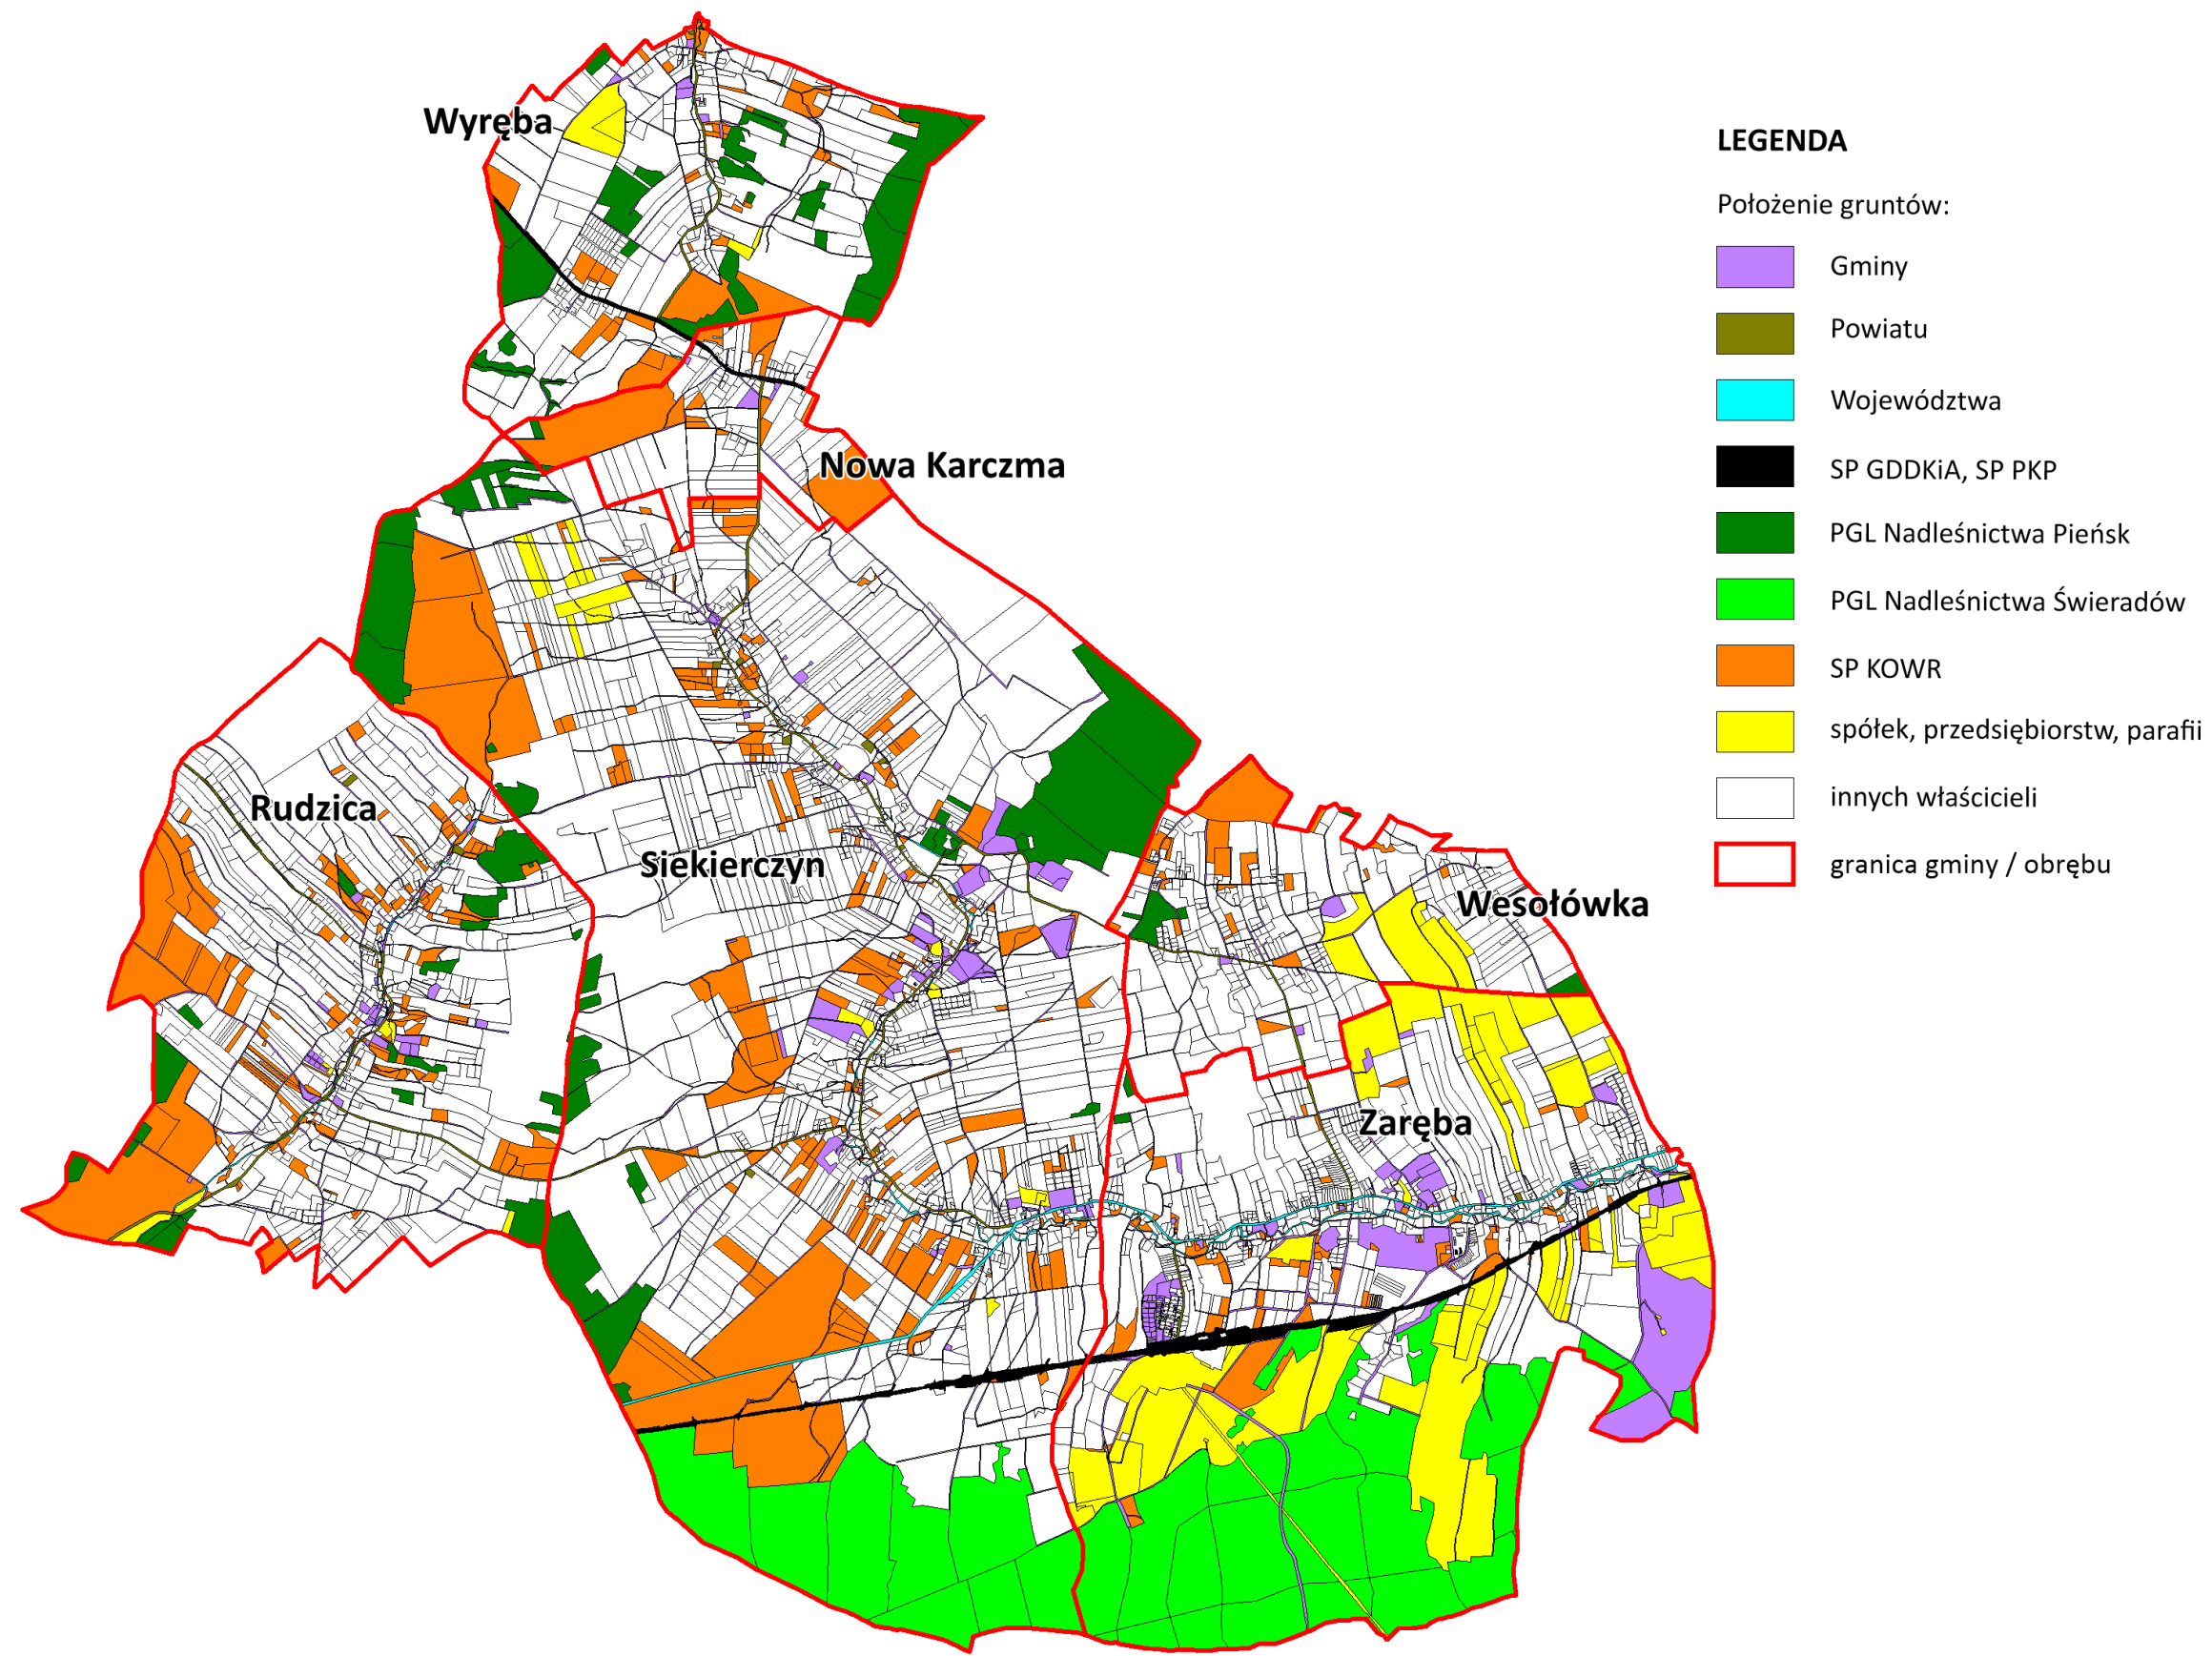 Wyręba
Nowa Karczma
Rudzica
Siekierczyn
Wesołówka
Zaręba
LEGENDA
Położenie gruntów:
Gminy
Powiatu
Województwa
SP GDDKiA, SP PKP
PGL Nadleśnictwa Pieńsk
PGL Nadleśnictwa Świeradów
SP KOWR
spółek, przedsiębiorstw, parafii
innych właścicieli
granica gminy / obrębu